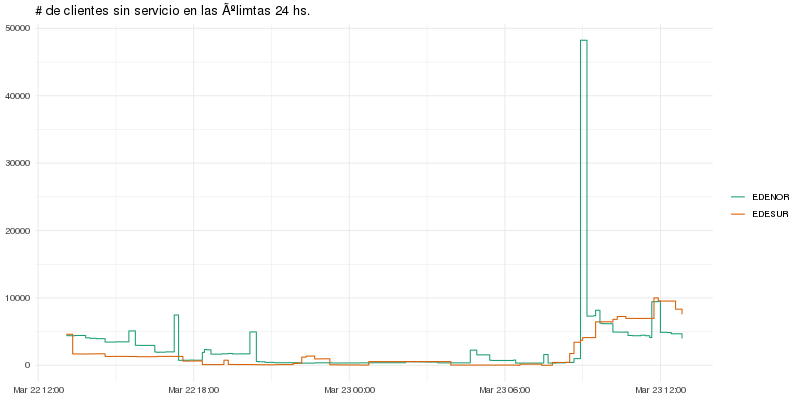 # de clientes sin servicio en las Ãºlimtas 24 hs.
50000
40000
30000
20000
10000
0
Mar 22 12:00
Mar 22 18:00
Mar 23 00:00
Mar 23 06:00
Mar 23 12:00
EDENOR
EDESUR